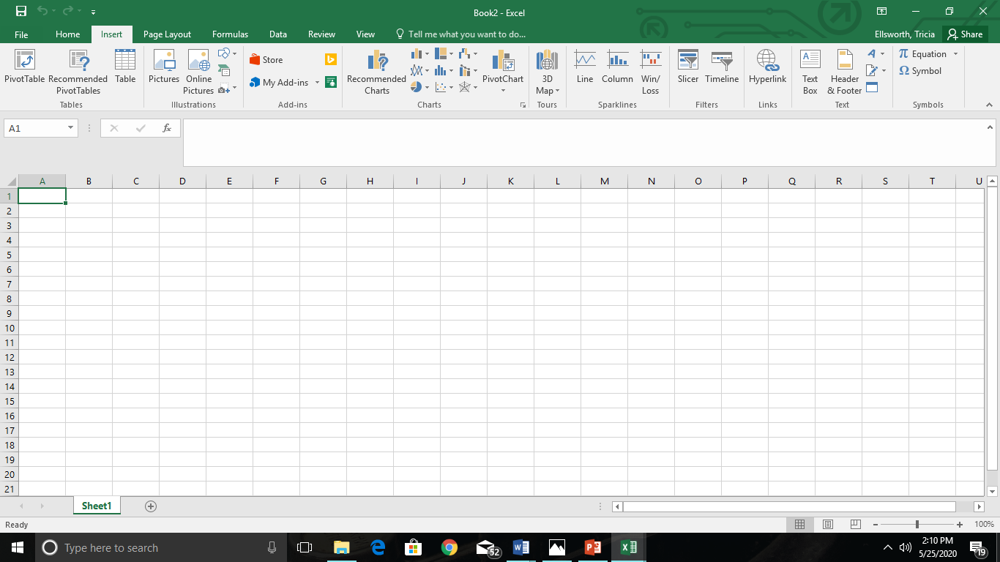 Book2 - Excel
File Home Insert Page Layout Formulas Data Review View Tell me what you want to do... Ellsworth, Tricia Share
PivotTable Recommended PivotTables Table Pictures Online Pictures Store My Add-ins Recommended Charts PivotChart 3D Map Line Column Win/Loss Slicer Timeline Hyperlink Text Box Header & Footer π Equation Ω Symbol
Tables Illustrations Add-ins Charts Tours Sparklines Filters Links Text Symbols
A1 fx
A B C D E F G H I J K L M N O P Q R S T U
1
2
3
4
5
6
7
8
9
10
11
12
13
14
15
16
17
18
19
20
21
Sheet1
Ready 100%
Type here to search 52 2:10 PM
5/25/2020 19